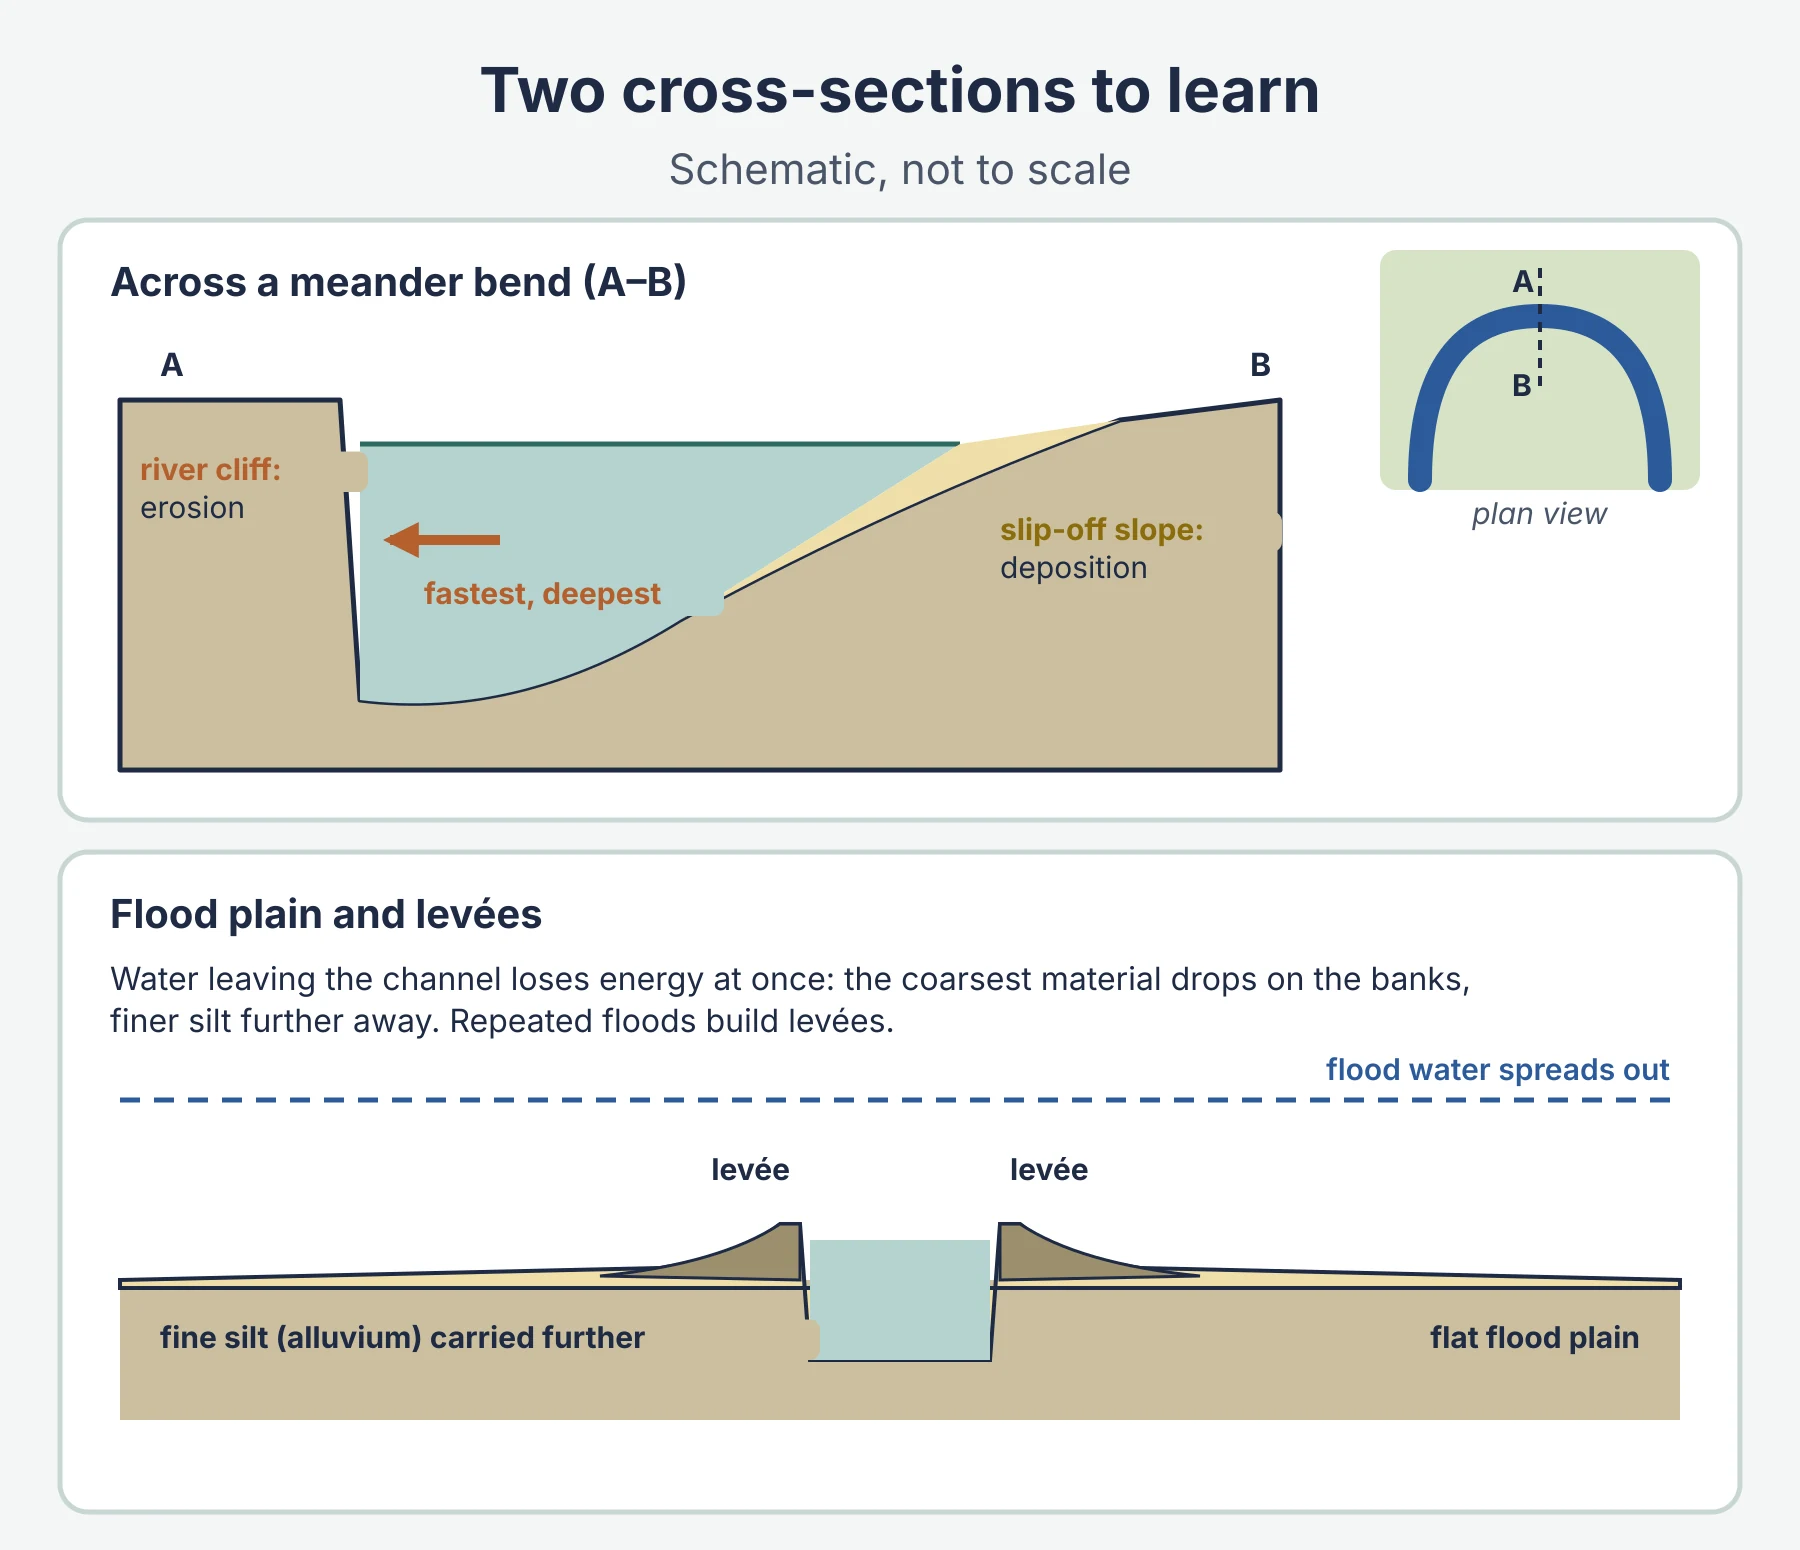 Two cross-sections to learn
Schematic, not to scale
Across a meander bend (A–B)
A
B
A
B
plan view
river cliff:
erosion
fastest, deepest
slip-off slope:
deposition
Flood plain and levées
Water leaving the channel loses energy at once: the coarsest material drops on the banks,
finer silt further away. Repeated floods build levées.
flood water spreads out
levée
levée
fine silt (alluvium) carried further
flat flood plain